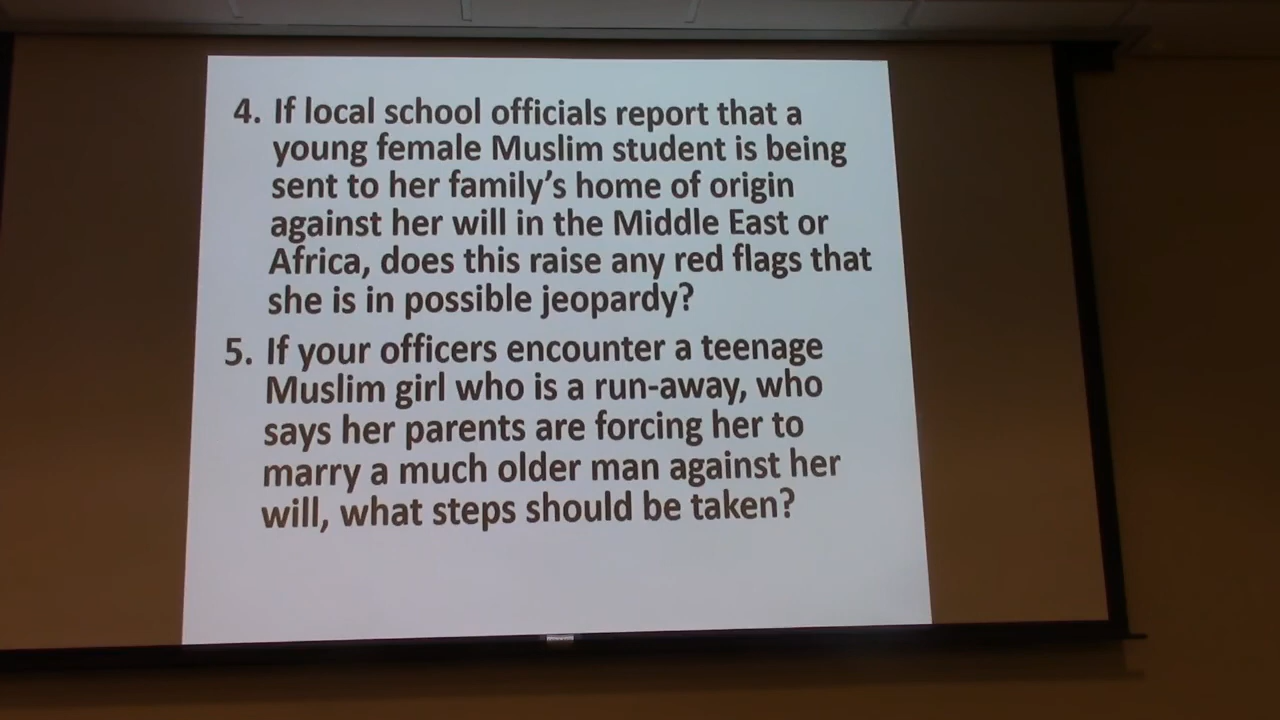 4. If local school officials report that a
young female Muslim student is being
sent to her family's home of origin
against her will in the Middle East or
Africa, does this raise any red flags that
she is in possible jeopardy?
5. If your officers encounter a teenage
Muslim girl who is a run-away, who
says her parents are forcing her to
marry a much older man against her
will, what steps should be taken?